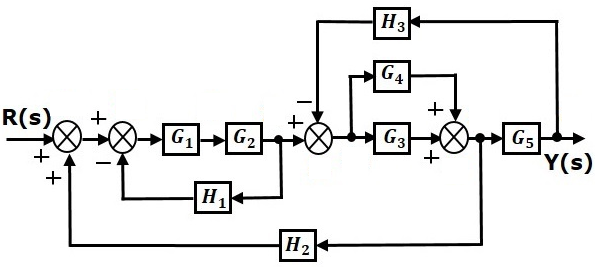 H₃
−
R(s)
+
G₄
+
+
G₁
G₂
G₃
G₅
+
+
−
+
Y(s)
H₁
H₂